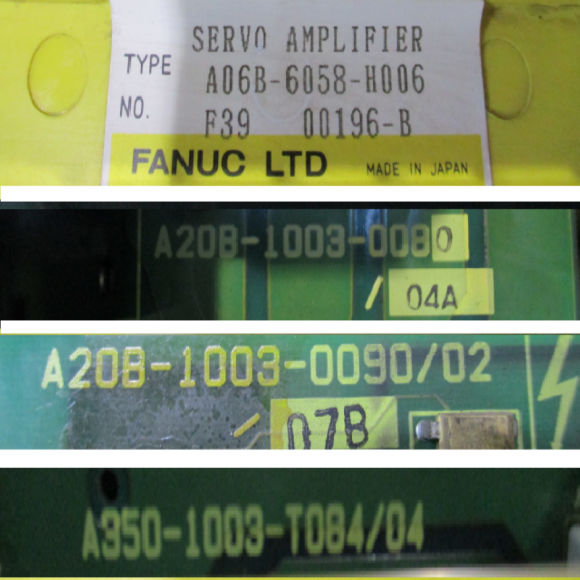 SERVO AMPLIFIER
TYPE A06B-6058-H006
NO. F39 00196-B
FANUC LTD MADE IN JAPAN
A20B-1003-0080
/ 04A
A20B-1003-0090/02
/ 07B
A350-1003-T084/04